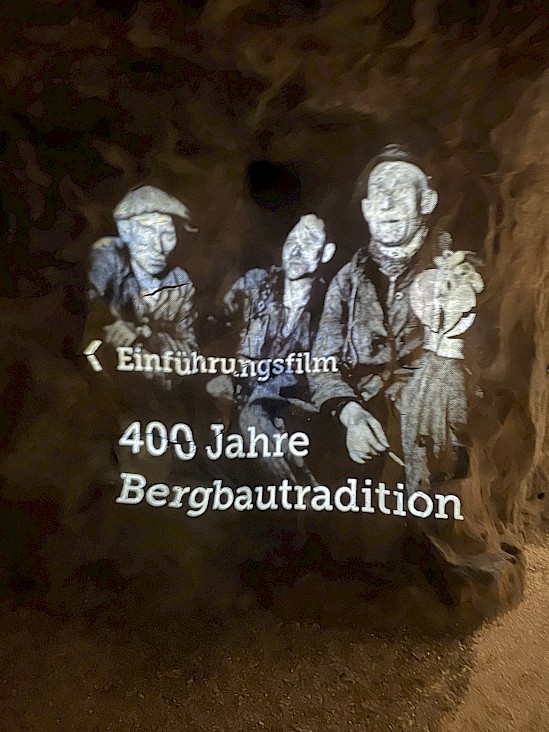 < Einführungsfilm
400 Jahre
Bergbautradition